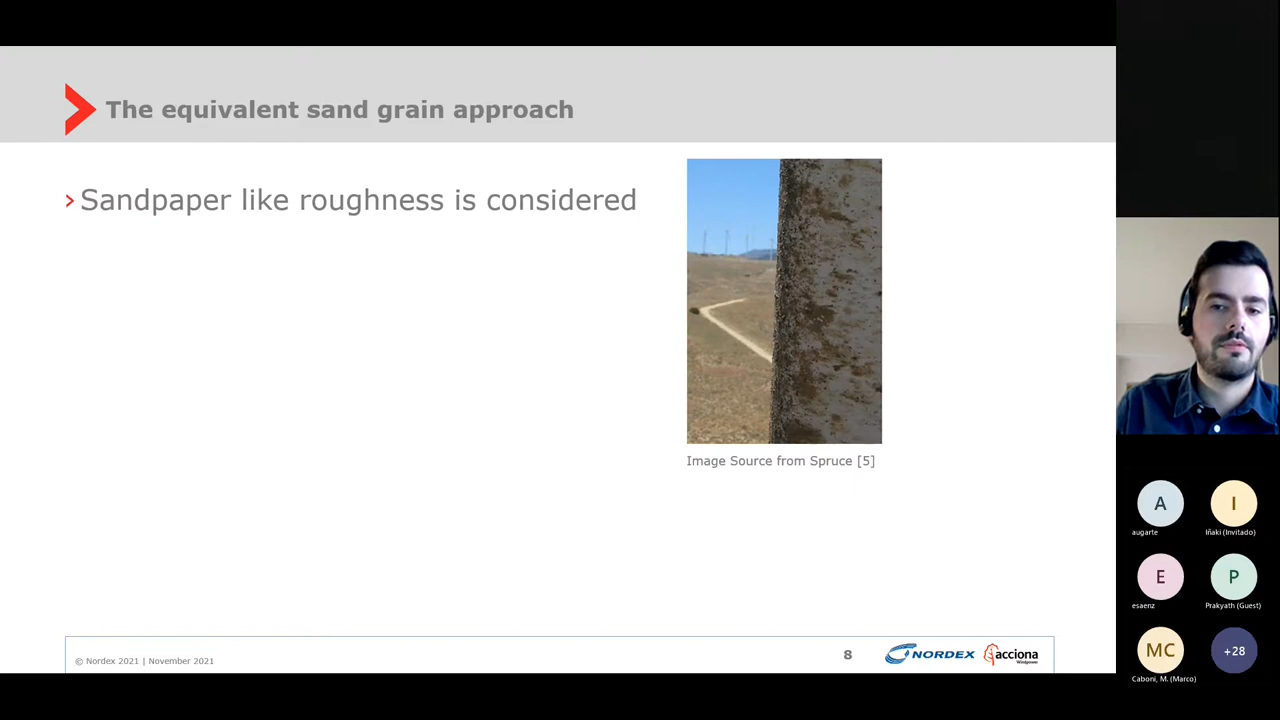 The equivalent sand grain approach
› Sandpaper like roughness is considered
Image Source from Spruce [5]
© Nordex 2021 | November 2021
8
NORDEX
acciona
Windpower
A
I
augarte
Iñaki (Invitado)
E
P
esaenz
Prakyath (Guest)
MC
+28
Caboni, M. (Marco)